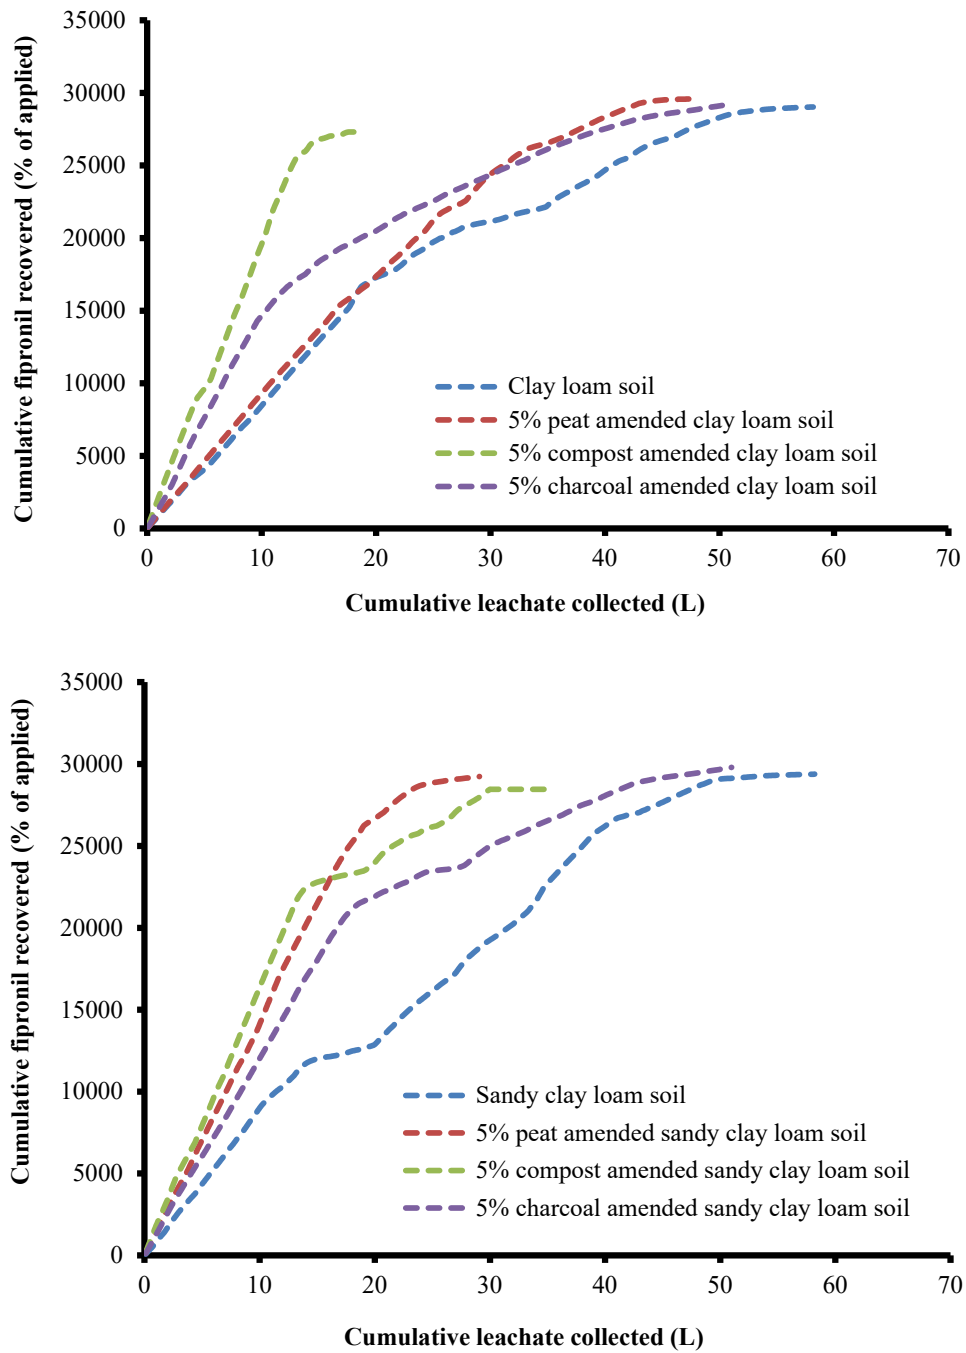 Cumulative fipronil recovered (% of applied)
35000
30000
25000
20000
15000
10000
5000
0
Clay loam soil
5% peat amended clay loam soil
5% compost amended clay loam soil
5% charcoal amended clay loam soil
0 10 20 30 40 50 60 70
Cumulative leachate collected (L)
Cumulative fipronil recovered (% of applied)
35000
30000
25000
20000
15000
10000
5000
0
Sandy clay loam soil
5% peat amended sandy clay loam soil
5% compost amended sandy clay loam soil
5% charcoal amended sandy clay loam soil
0 10 20 30 40 50 60 70
Cumulative leachate collected (L)